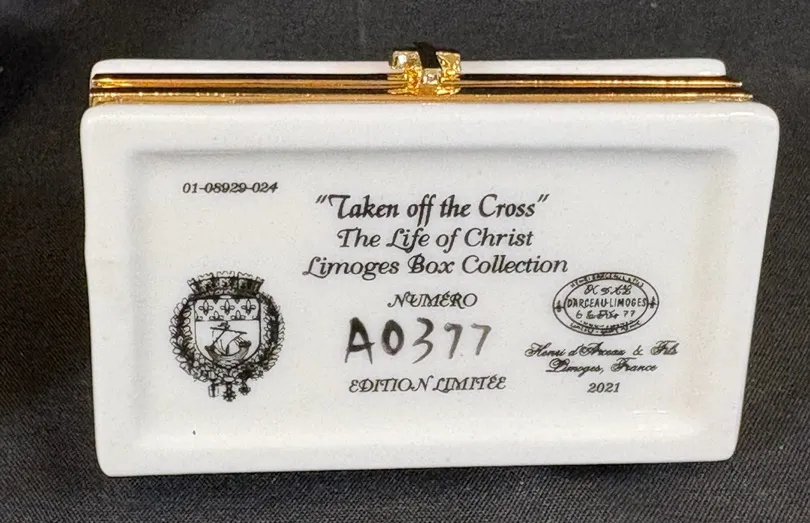 01-08929-024
"Taken off the Cross"
The Life of Christ
Limoges Box Collection
NUMÉRO
A0377
EDITION LIMITÉE
DARCEAU-LIMOGES
Henri d'Arceau & Fils
Limoges, France
2021